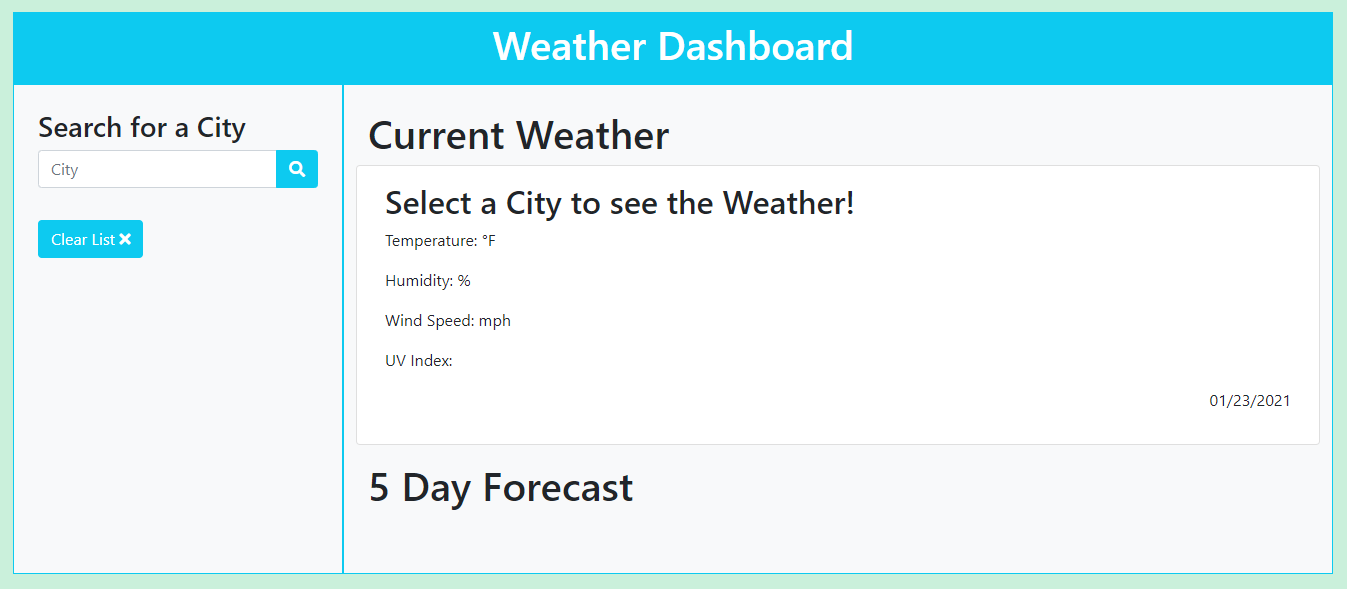 Weather Dashboard
Search for a City
City
Clear List
Current Weather
Select a City to see the Weather!
Temperature: °F
Humidity: %
Wind Speed: mph
UV Index:
01/23/2021
5 Day Forecast